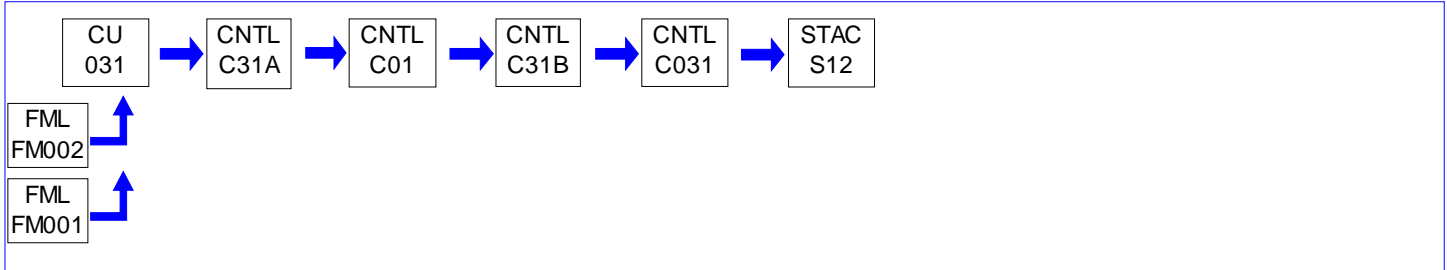 CU
031
CNTL
C31A
CNTL
C01
CNTL
C31B
CNTL
C031
STAC
S12
FML
FM002
FML
FM001